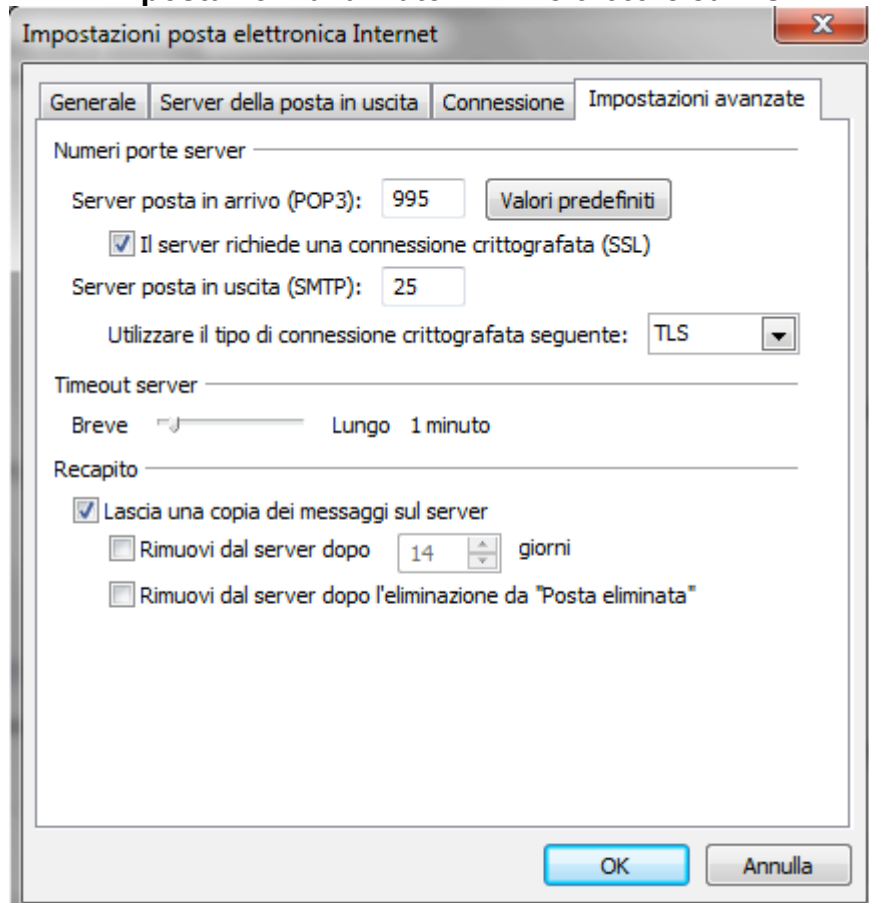 Impostazioni posta elettronica Internet
Generale Server della posta in uscita Connessione Impostazioni avanzate
Numeri porte server
Server posta in arrivo (POP3): 995 Valori predefiniti
Il server richiede una connessione crittografata (SSL)
Server posta in uscita (SMTP): 25
Utilizzare il tipo di connessione crittografata seguente: TLS
Timeout server
Breve Lungo 1 minuto
Recapito
Lascia una copia dei messaggi sul server
Rimuovi dal server dopo 14 giorni
Rimuovi dal server dopo l'eliminazione da "Posta eliminata"
OK Annulla